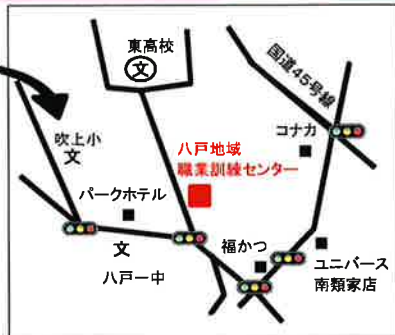 東高校
文
国道45号線
コナカ
吹上小
文
八戸地域
職業訓練センター
パークホテル
文
八戸一中
福かつ
ユニバース
南類家店